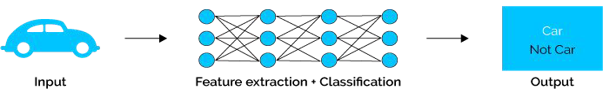 Car
Not Car
Input
Feature extraction + Classification
Output